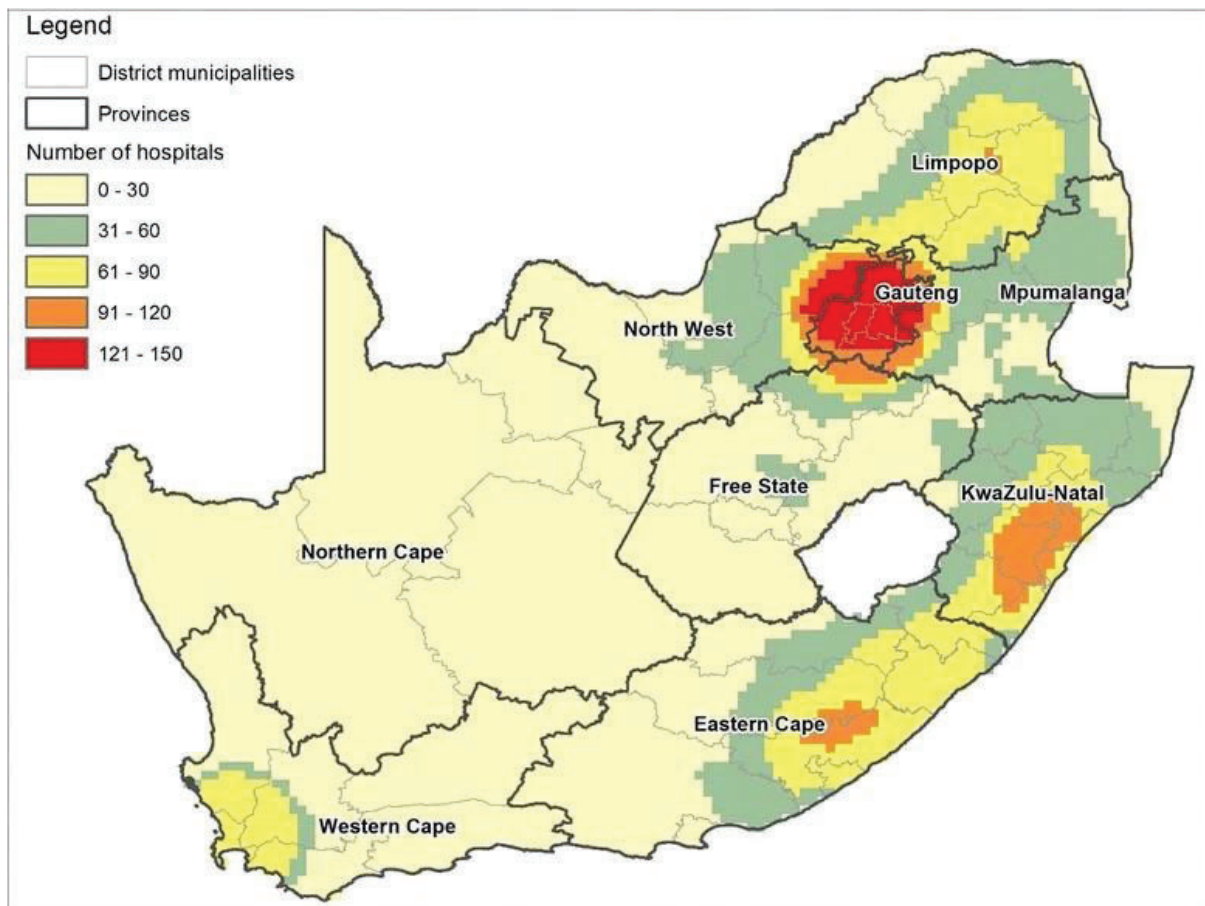 Legend
District municipalities
Provinces
Number of hospitals
0 - 30
31 - 60
61 - 90
91 - 120
121 - 150
Limpopo
Gauteng
Mpumalanga
North West
Free State
KwaZulu-Natal
Northern Cape
Eastern Cape
Western Cape